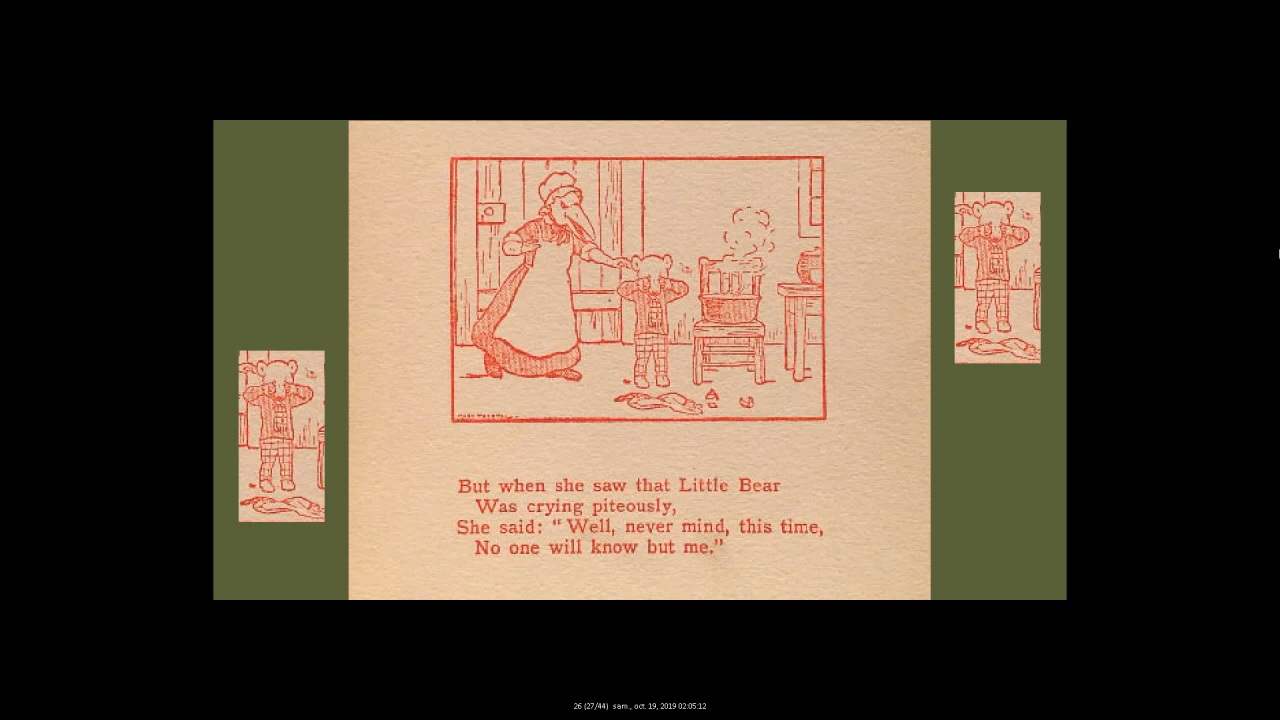 But when she saw that Little Bear
Was crying piteously,
She said: “Well, never mind, this time,
No one will know but me.”
26 (27/44) sam., oct. 19, 2019 02:05:12